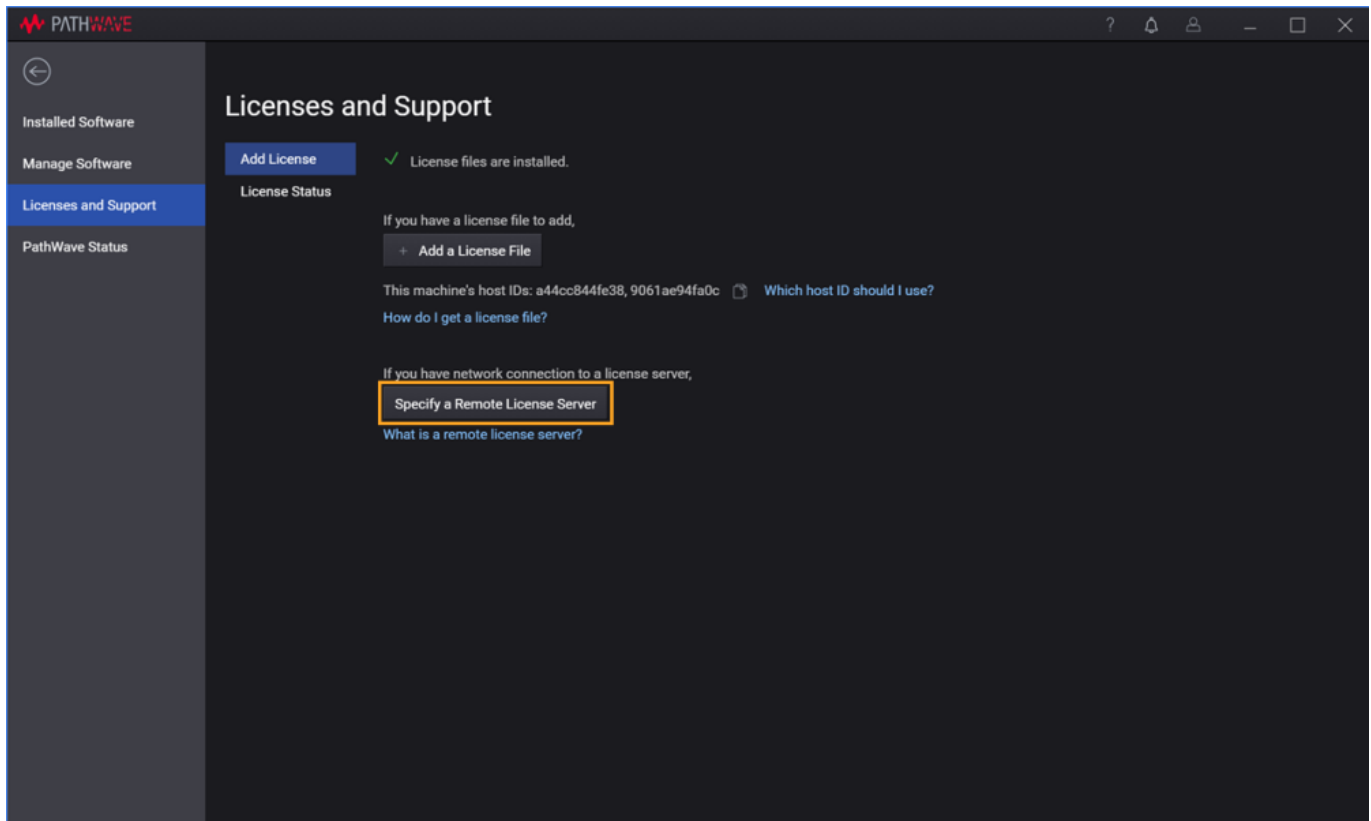 PATHWAVE
?
Installed Software
Manage Software
Licenses and Support
PathWave Status
Licenses and Support
Add License
License Status
License files are installed.
If you have a license file to add,
+ Add a License File
This machine's host IDs: a44cc844fe38, 9061ae94fa0c Which host ID should I use?
How do I get a license file?
If you have network connection to a license server,
Specify a Remote License Server
What is a remote license server?